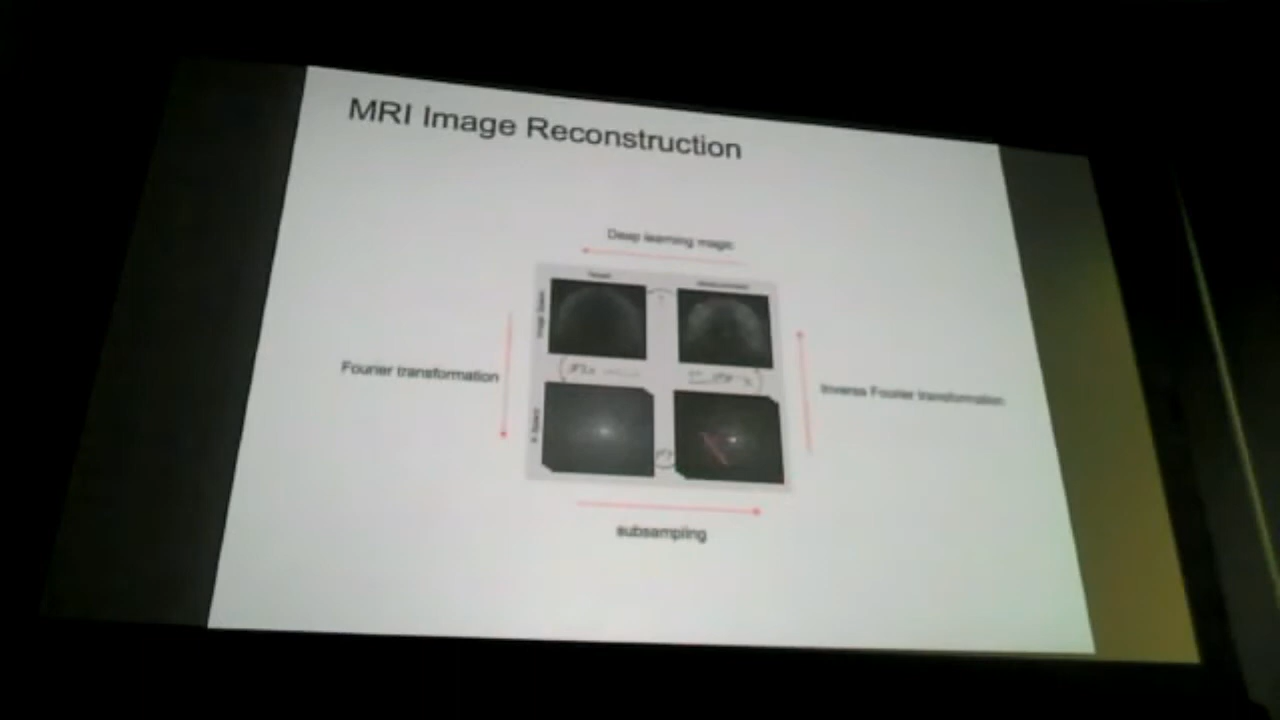 MRI Image Reconstruction
Deep learning magic
Fourier transformation
Inverse Fourier transformation
subsampling